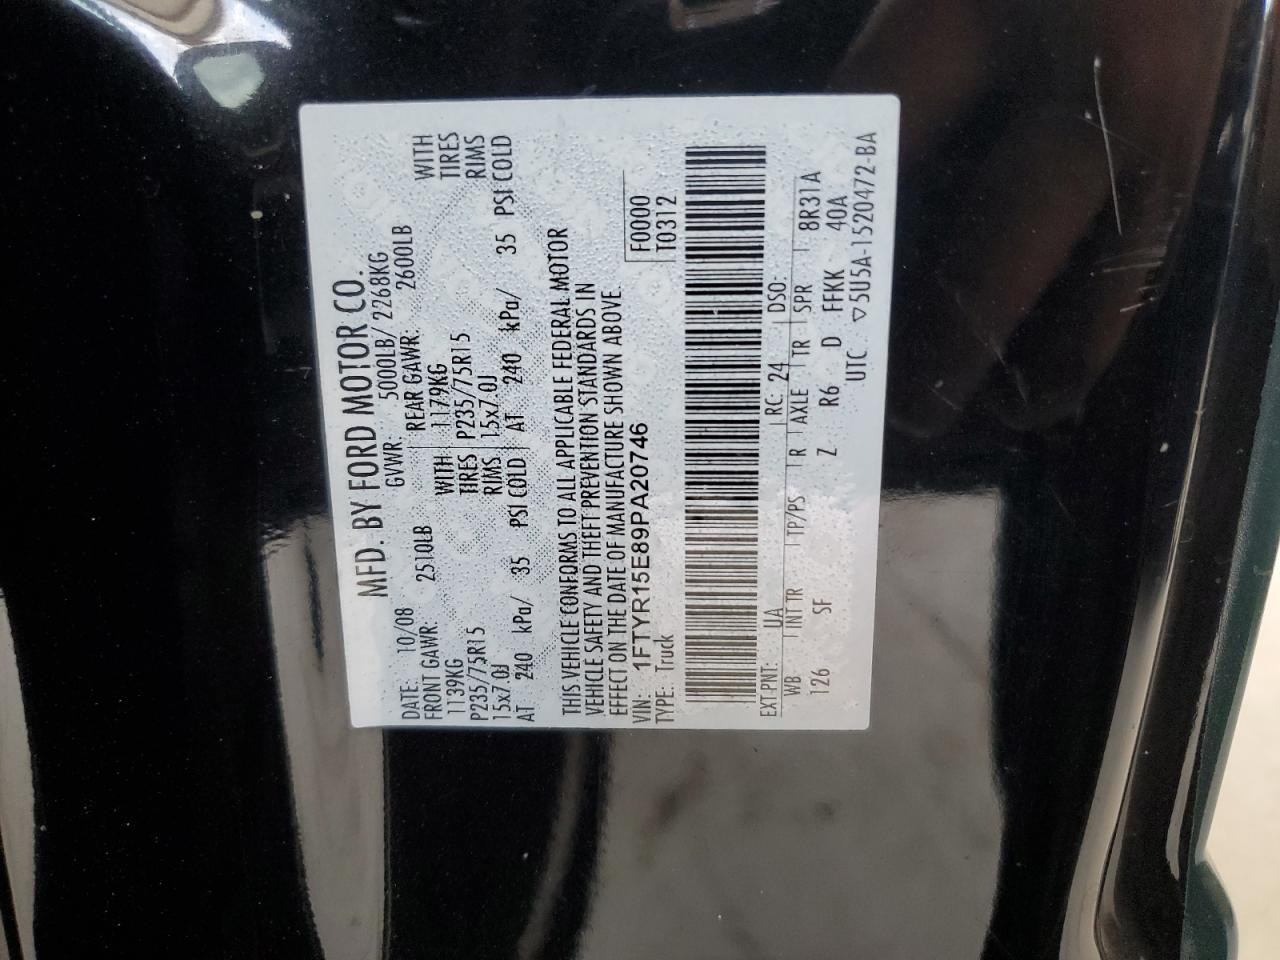 MFD. BY FORD MOTOR CO.
DATE: 10/08 GVWR: 5000LB/ 2268KG
FRONT GAWR: 2510LB REAR GAWR: 2600LB
1139KG WITH 1179KG WITH
P235/75R15 TIRES P235/75R15 TIRES
15x7.0J RIMS 15x7.0J RIMS
AT 240 kPa/ 35 PSI COLD AT 240 kPa/ 35 PSI COLD
THIS VEHICLE CONFORMS TO ALL APPLICABLE FEDERAL MOTOR
VEHICLE SAFETY AND THEFT PREVENTION STANDARDS IN
EFFECT ON THE DATE OF MANUFACTURE SHOWN ABOVE.
VIN: 1FTYR15E89PA20746 F0000
TYPE: Truck T0312
EXT PNT: UA RC: 24 DSO:
WB INT TR TP/PS R AXLE TR SPR 8R31A
126 SF Z R6 D FFKK 40A
UTC ▽5U5A-1520472-BA